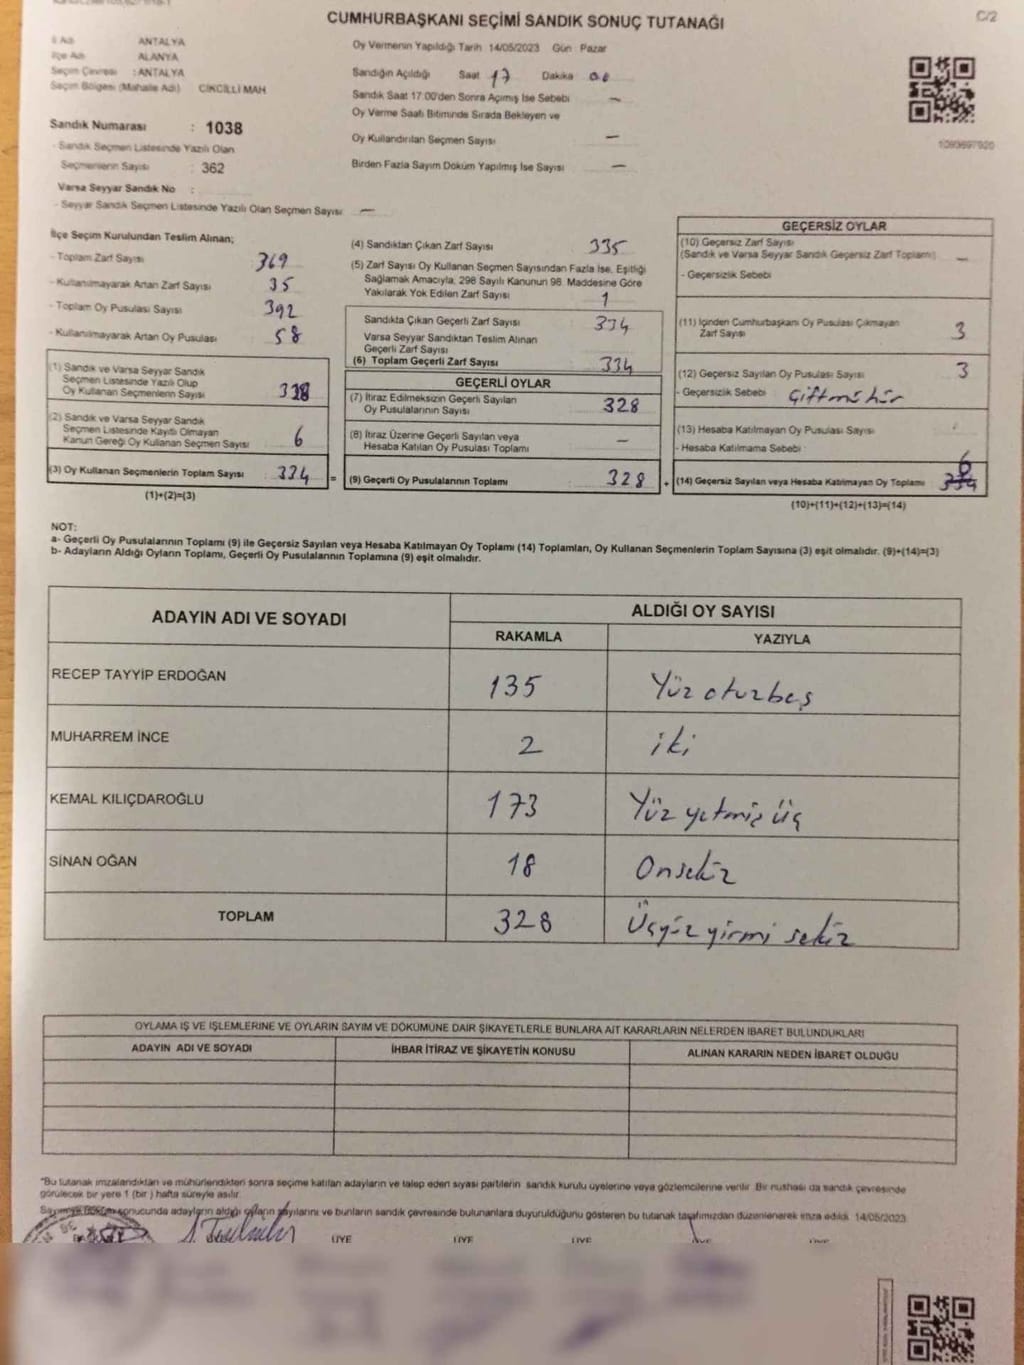 CUMHURBAŞKANI SEÇİMİ SANDIK SONUÇ TUTANAĞI
C/2
İl Adı ANTALYA
İlçe Adı ALANYA
Seçim Çevresi : ANTALYA
Seçim Bölgesi (Mahalle Adı) CİKCİLLİ MAH
Sandık Numarası : 1038
- Sandık Seçmen Listesinde Yazılı Olan
Seçmenlerin Sayısı : 362
Varsa Seyyar Sandık No :
- Seyyar Sandık Seçmen Listesinde Yazılı Olan Seçmen Sayısı —
Oy Vermenin Yapıldığı Tarih 14/05/2023 Gün Pazar
Sandığın Açıldığı Saat 17 Dakika 00
Sandık Saat 17:00'den Sonra Açımış İse Sebebi —
Oy Verme Saati Bitiminde Sırada Bekleyen ve
Oy Kullandırılan Seçmen Sayısı —
Birden Fazla Sayım Döküm Yapılmış İse Sayısı —
1093697920
İlçe Seçim Kurulundan Teslim Alınan;
- Toplam Zarf Sayısı 369
- Kullanılmayarak Artan Zarf Sayısı 35
- Toplam Oy Pusulası Sayısı 392
- Kullanılmayarak Artan Oy Pusulası 58
(1) Sandık ve Varsa Seyyar Sandık
Seçmen Listesinde Yazılı Olup
Oy Kullanan Seçmenlerin Sayısı 328
(2) Sandık ve Varsa Seyyar Sandık
Seçmen Listesinde Kayıtlı Olmayan
Kanun Gereği Oy Kullanan Seçmen Sayısı 6
(3) Oy Kullanan Seçmenlerin Toplam Sayısı : 334
(1)+(2)=(3)
(4) Sandıktan Çıkan Zarf Sayısı 335
(5) Zarf Sayısı Oy Kullanan Seçmen Sayısından Fazla İse, Eşitliği
Sağlamak Amacıyla, 298 Sayılı Kanunun 98. Maddesine Göre
Yakılarak Yok Edilen Zarf Sayısı 1
Sandıkta Çıkan Geçerli Zarf Sayısı : 334
Varsa Seyyar Sandıktan Teslim Alınan
Geçerli Zarf Sayısı
(6) Toplam Geçerli Zarf Sayısı 334
GEÇERLİ OYLAR
(7) İtiraz Edilmeksizin Geçerli Sayılan
Oy Pusulalarının Sayısı 328
(8) İtiraz Üzerine Geçerli Sayılan veya
Hesaba Katılan Oy Pusulası Toplamı —
= (9) Geçerli Oy Pusulalarının Toplamı 328
GEÇERSİZ OYLAR
(10) Geçersiz Zarf Sayısı
(Sandık ve Varsa Seyyar Sandık Geçersiz Zarf Toplamı) —
- Geçersizlik Sebebi
(11) İçinden Cumhurbaşkanı Oy Pusulası Çıkmayan
Zarf Sayısı 3
(12) Geçersiz Sayılan Oy Pusulası Sayısı 3
- Geçersizlik Sebebi Çiftmühür
(13) Hesaba Katılmayan Oy Pusulası Sayısı
- Hesaba Katılmama Sebebi
+ (14) Geçersiz Sayılan veya Hesaba Katılmayan Oy Toplamı 6
(10)+(11)+(12)+(13)=(14)
NOT:
a- Geçerli Oy Pusulalarının Toplamı (9) ile Geçersiz Sayılan veya Hesaba Katılmayan Oy Toplamı (14) Toplamları, Oy Kullanan Seçmenlerin Toplam Sayısına (3) eşit olmalıdır. (9)+(14)=(3)
b- Adayların Aldığı Oyların Toplamı, Geçerli Oy Pusulalarının Toplamına (9) eşit olmalıdır.
ADAYIN ADI VE SOYADI
ALDIĞI OY SAYISI
RAKAMLA YAZIYLA
RECEP TAYYİP ERDOĞAN 135 Yüz oturbeş
MUHARREM İNCE 2 iki
KEMAL KILIÇDAROĞLU 173 Yüz yetmiş üç
SİNAN OĞAN 18 Onsekiz
TOPLAM 328 Üçyüz yirmi sekiz
OYLAMA İŞ VE İŞLEMLERİNE VE OYLARIN SAYIM VE DÖKÜMÜNE DAİR ŞİKAYETLERLE BUNLARA AİT KARARLARIN NELERDEN İBARET BULUNDUKLARI
ADAYIN ADI VE SOYADI İHBAR İTİRAZ VE ŞİKAYETİN KONUSU ALINAN KARARIN NEDEN İBARET OLDUĞU
"Bu tutanak imzalandıktan ve mühürlendikten sonra seçime katılan adayların ve talep eden siyasi partilerin sandık kurulu üyelerine veya gözlemcilerine verilir. Bir nüshası da sandık çevresinde
görülecek bir yere 1 (bir) hafta süreyle asılır.
Sayım ve döküm sonucunda adayların aldığı oyların sayılarını ve bunların sandık çevresinde bulunanlara duyurulduğunu gösteren bu tutanak tarafımızdan düzenlenerek imza edildi. 14/05/2023
ÜYE ÜYE ÜYE ÜYE ÜYE